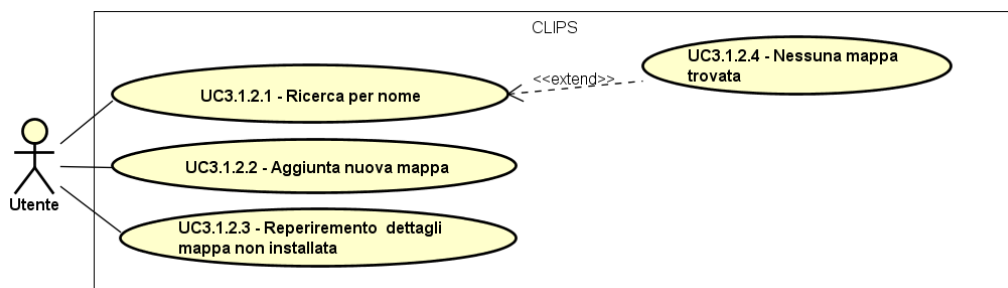 CLIPS
UC3.1.2.4 - Nessuna mappa
trovata
<<extend>>
UC3.1.2.1 - Ricerca per nome
UC3.1.2.2 - Aggiunta nuova mappa
Utente
UC3.1.2.3 - Reperiremento dettagli
mappa non installata